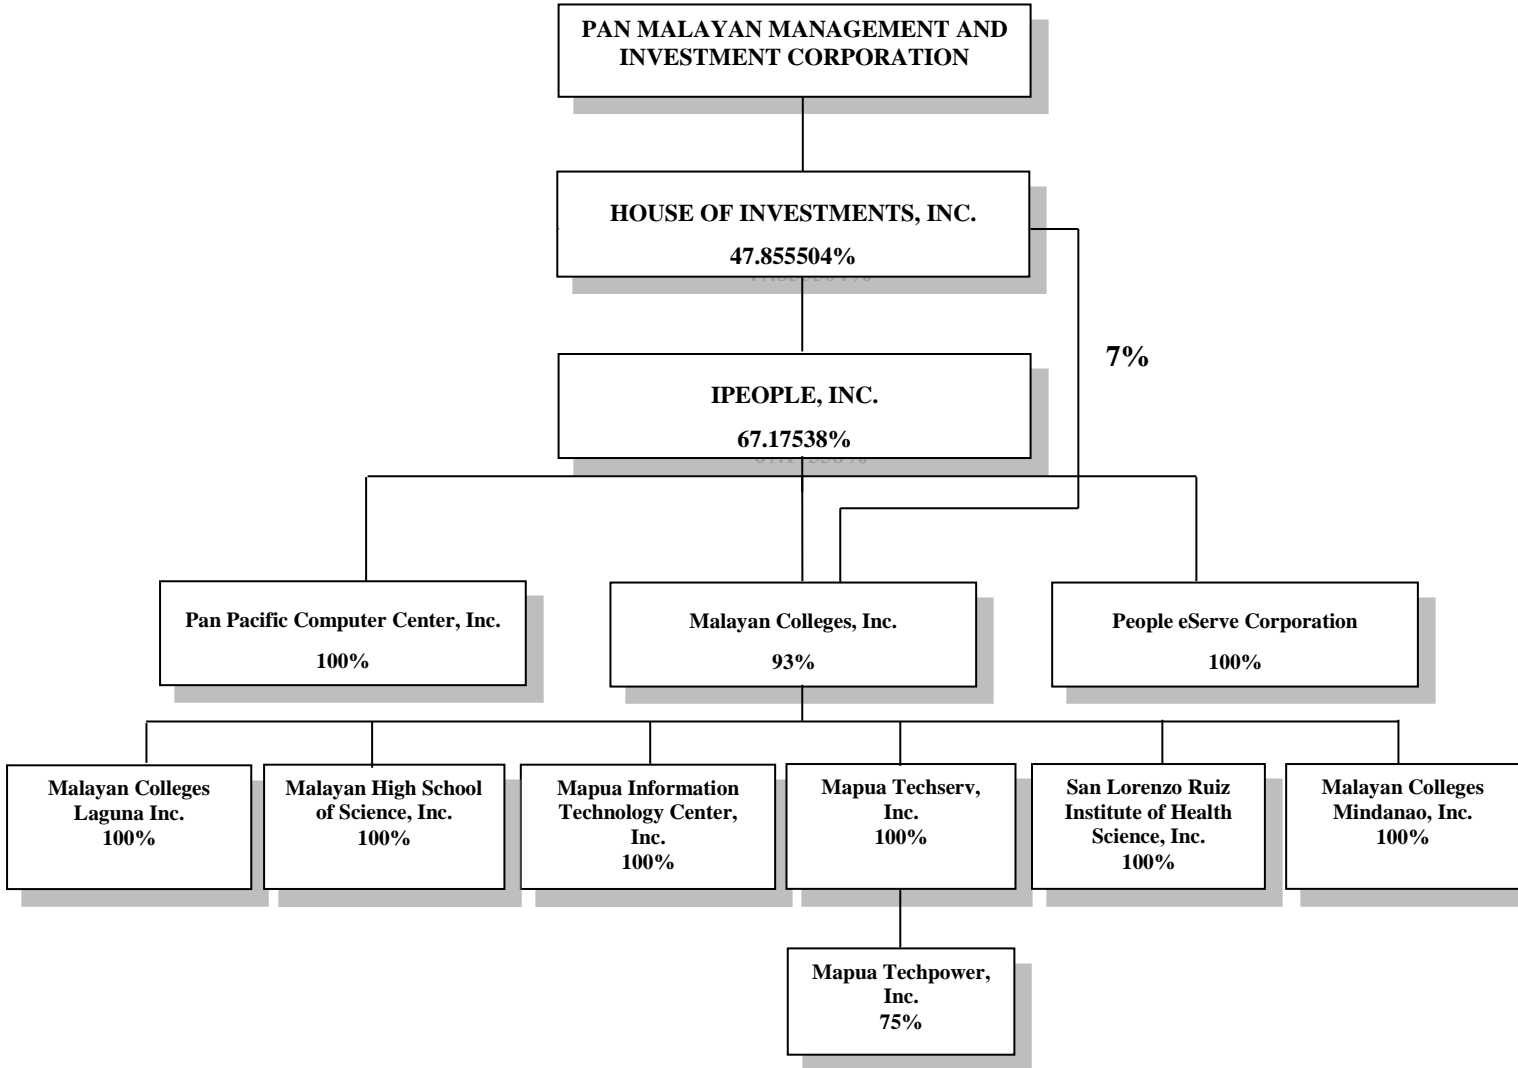 PAN MALAYAN MANAGEMENT AND
INVESTMENT CORPORATION
HOUSE OF INVESTMENTS, INC.
47.855504%
7%
IPEOPLE, INC.
67.17538%
Pan Pacific Computer Center, Inc.
100%
Malayan Colleges, Inc.
93%
People eServe Corporation
100%
Malayan Colleges
Laguna Inc.
100%
Malayan High School
of Science, Inc.
100%
Mapua Information
Technology Center,
Inc.
100%
Mapua Techserv,
Inc.
100%
San Lorenzo Ruiz
Institute of Health
Science, Inc.
100%
Malayan Colleges
Mindanao, Inc.
100%
Mapua Techpower,
Inc.
75%